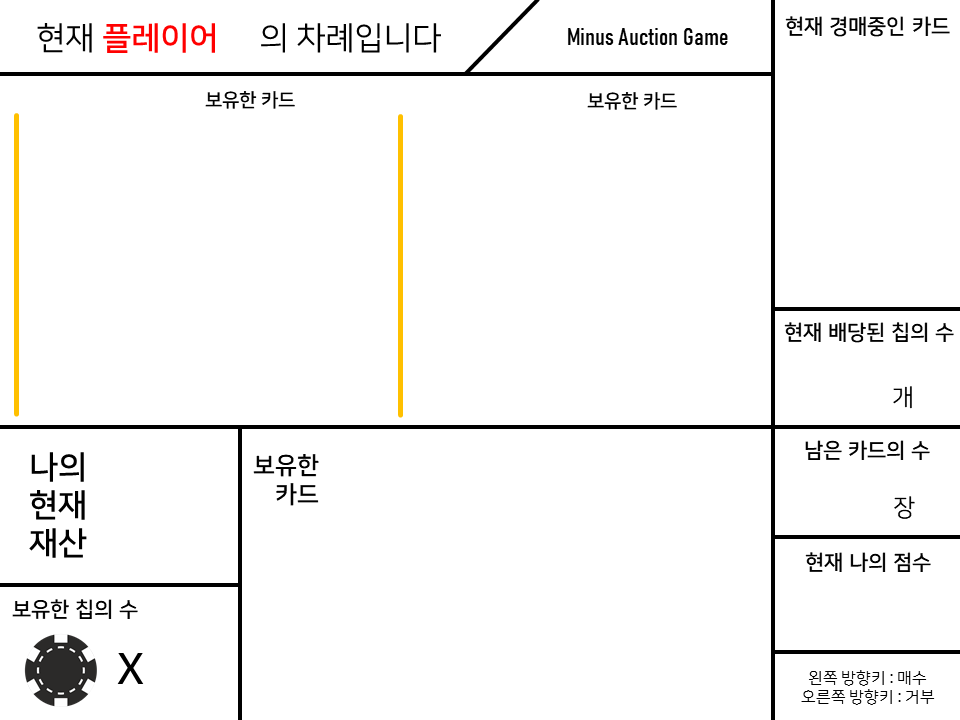 현재 플레이어 의 차례입니다
Minus Auction Game
현재 경매중인 카드
보유한 카드
보유한 카드
현재 배당된 칩의 수
개
나의
현재
재산
보유한
카드
남은 카드의 수
장
현재 나의 점수
보유한 칩의 수
X
왼쪽 방향키 : 매수
오른쪽 방향키 : 거부